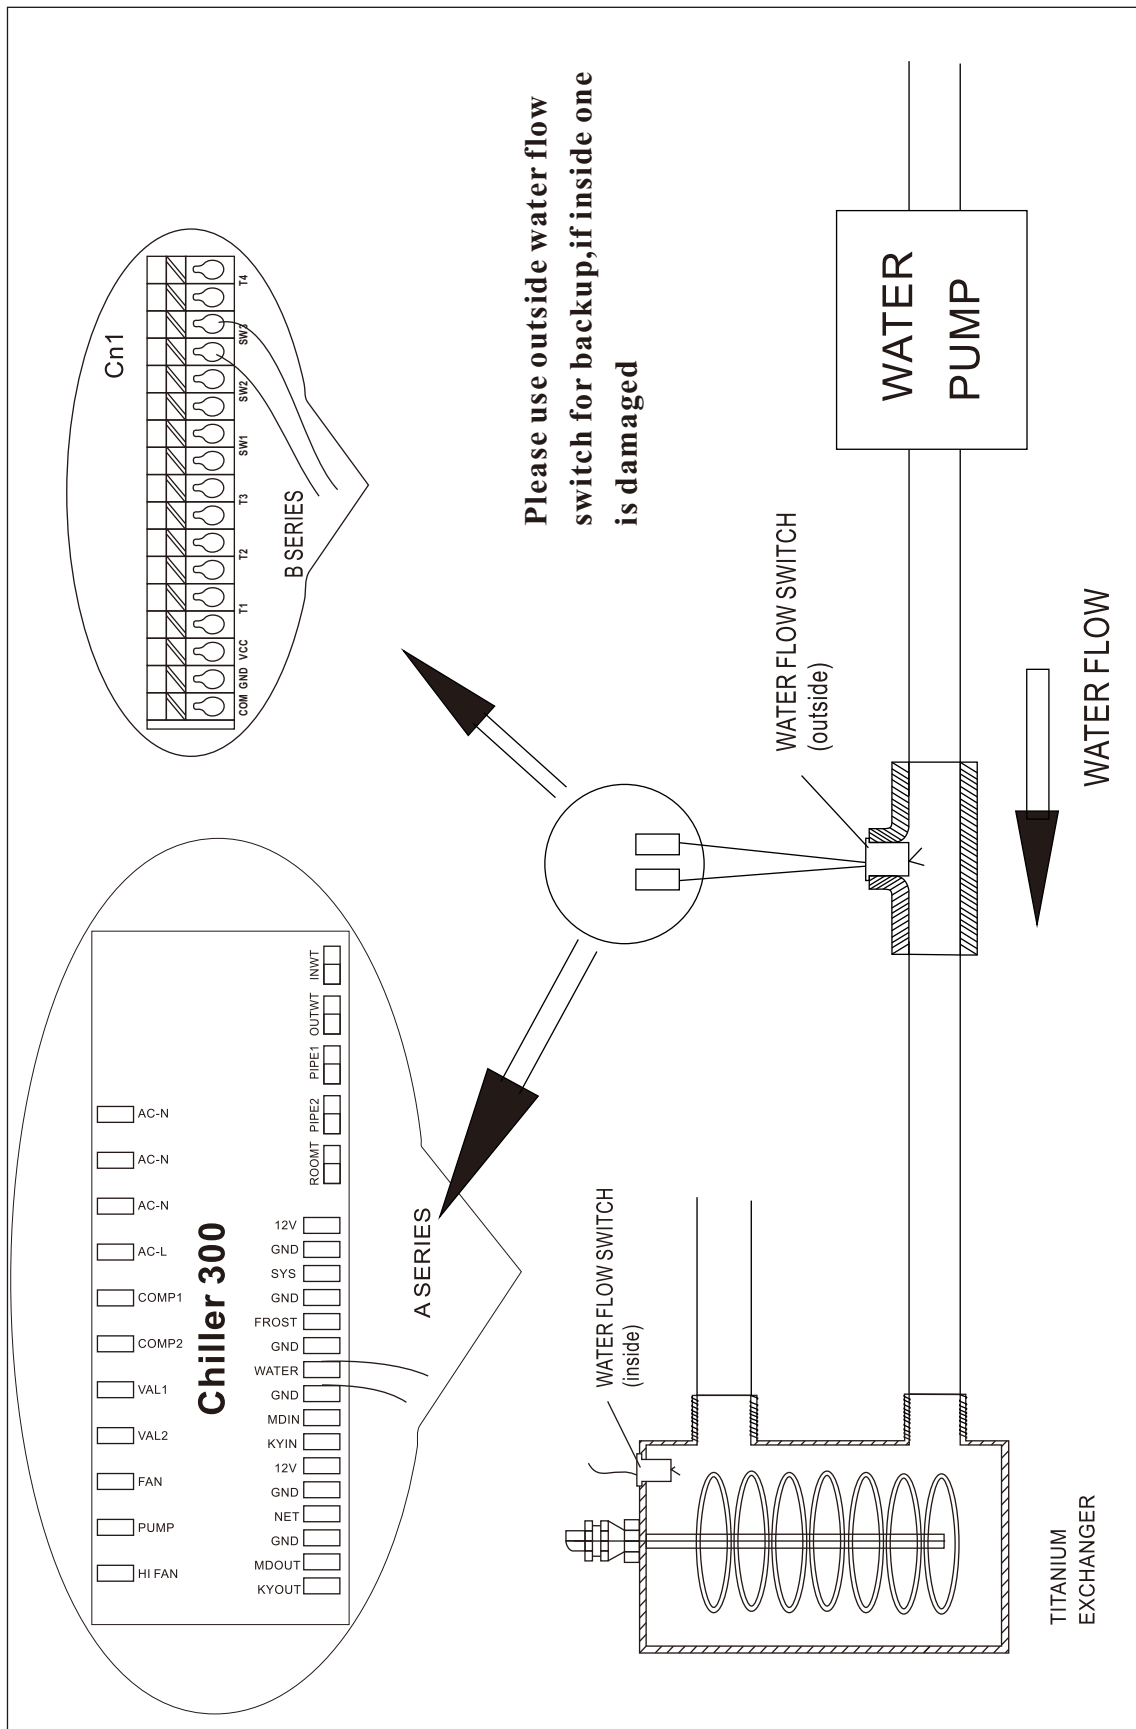 Chiller 300
HI FAN
PUMP
FAN
VAL2
VAL1
COMP2
COMP1
AC-L
AC-N
AC-N
AC-N
KYOUT
MDOUT
GND
NET
GND
12V
KYIN
MDIN
GND
WATER
GND
FROST
GND
SYS
GND
12V
ROOMT
PIPE2
PIPE1
OUTWT
INWT
A SERIES
Cn1
COM GND VCC T1 T2 T3 SW1 SW2 SW3 T4
B SERIES
Please use outside water flow
switch for backup,if inside one
is damaged
WATER FLOW SWITCH
(inside)
WATER FLOW SWITCH
(outside)
WATER
PUMP
TITANIUM
EXCHANGER
WATER FLOW